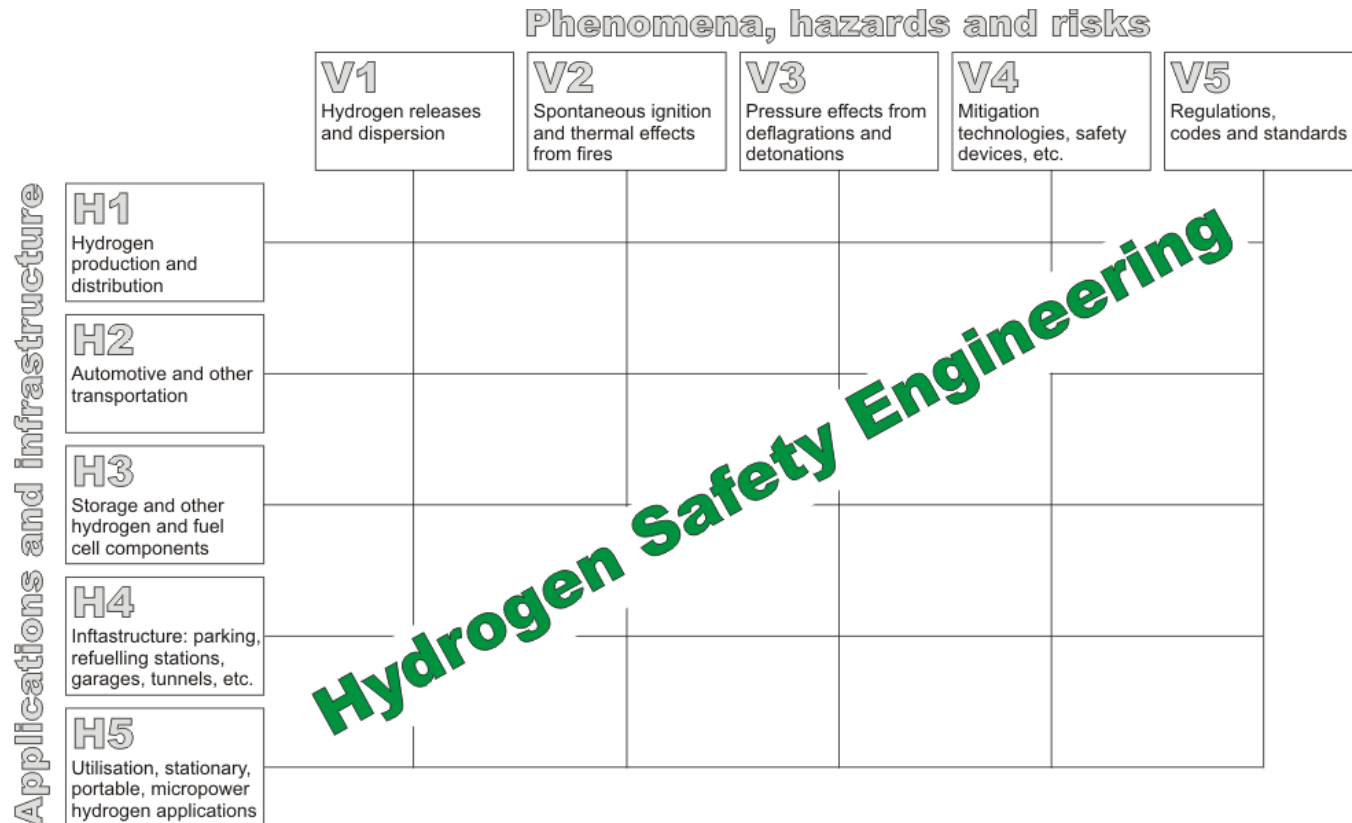 Phenomena, hazards and risks
V1
Hydrogen releases
and dispersion
V2
Spontaneous ignition
and thermal effects
from fires
V3
Pressure effects from
deflagrations and
detonations
V4
Mitigation
technologies, safety
devices, etc.
V5
Regulations,
codes and standards
Applications and infrastructure
H1
Hydrogen
production and
distribution
H2
Automotive and other
transportation
H3
Storage and other
hydrogen and fuel
cell components
H4
Inftastructure: parking,
refuelling stations,
garages, tunnels, etc.
H5
Utilisation, stationary,
portable, micropower
hydrogen applications
Hydrogen Safety Engineering